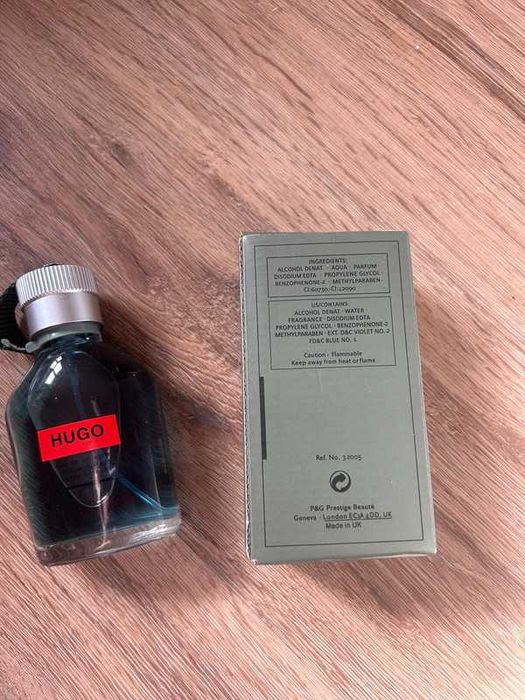 HUGO
INGREDIENTS:
ALCOHOL DENAT. · AQUA · PARFUM ·
DISODIUM EDTA · PROPYLENE GLYCOL ·
BENZOPHENONE-2 · METHYLPARABEN·
CI:60730·CI:42090
US/CONTAINS:
ALCOHOL DENAT · WATER ·
FRAGRANCE · DISODIUM EDTA ·
PROPYLENE GLYCOL · BENZOPHENONE-2
METHYLPARABEN · EXT. D&C VIOLET NO. 2
FD&C BLUE NO. 1
Caution · Flammable
Keep away from heat or flame
Ref. No. 32005
P&G Prestige Beauté
Geneva · London EC3A 4DD, UK
Made in UK